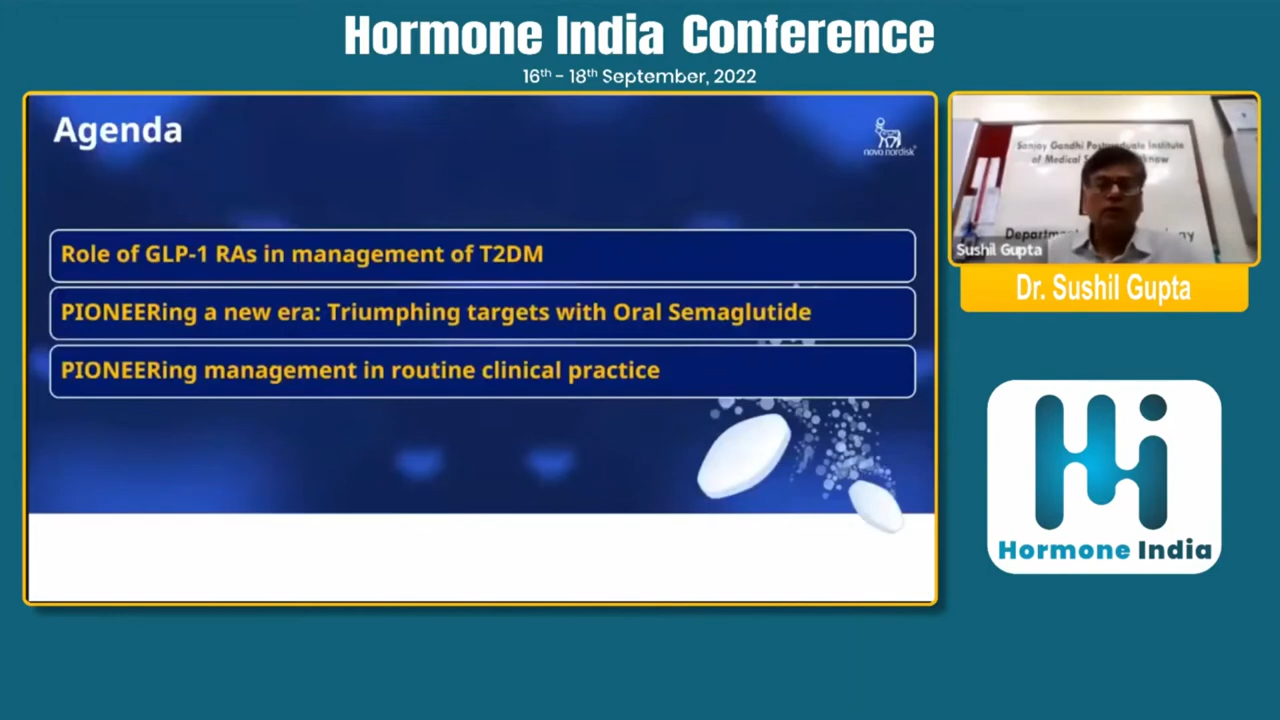 Hormone India Conference
16th - 18th September, 2022
Agenda
novo nordisk®
Role of GLP-1 RAs in management of T2DM
PIONEERing a new era: Triumphing targets with Oral Semaglutide
PIONEERing management in routine clinical practice
Sanjay Gandhi Postgraduate Institute
of Medical
Sushil Gupta
Dr. Sushil Gupta
Hormone India